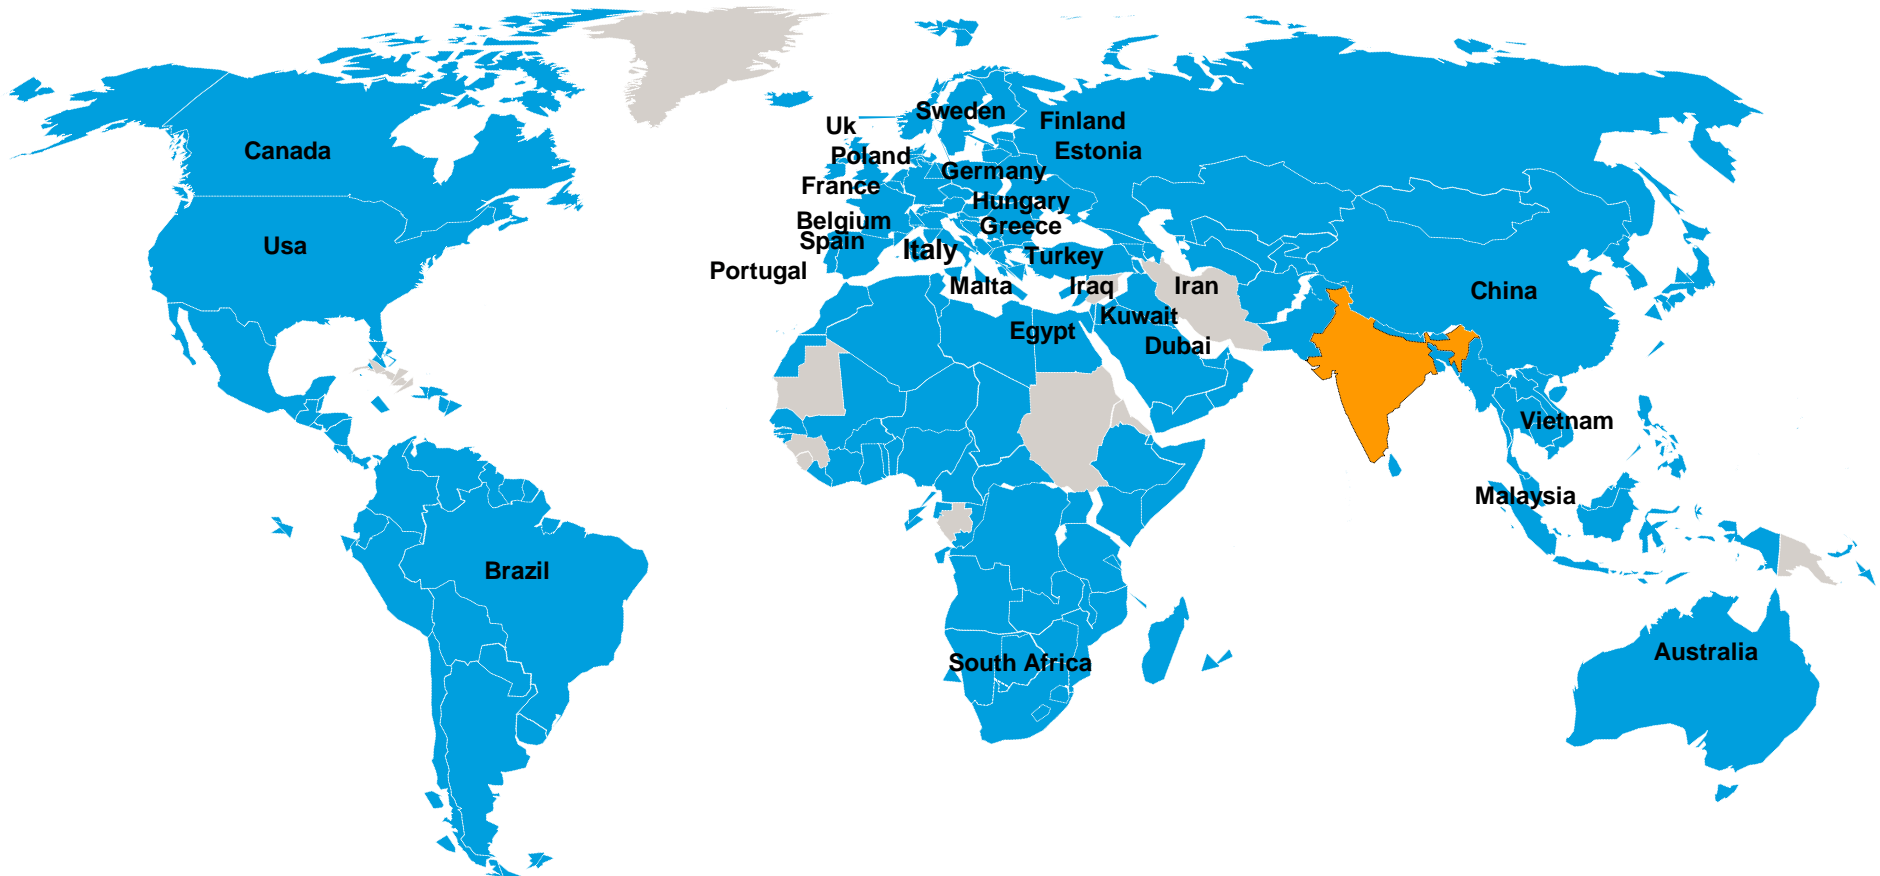 Sweden
Finland
Uk
Canada
Estonia
Poland
Germany
France
Hungary
Belgium
Greece
Spain
Usa
Italy
Turkey
Portugal
Malta
Iraq
Iran
China
Kuwait
Egypt
Dubai
Vietnam
Malaysia
Brazil
Australia
South Africa